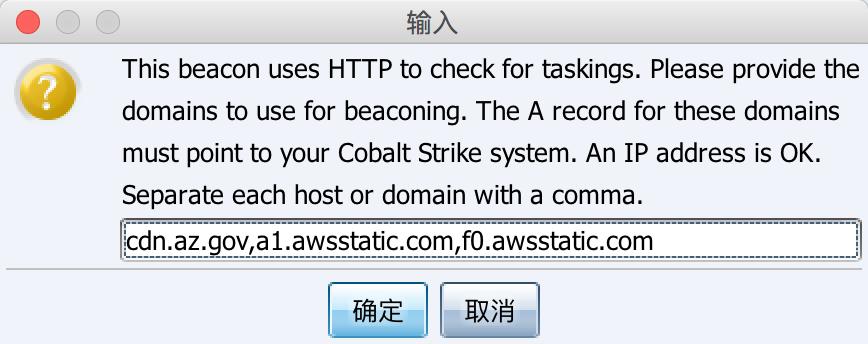 输入
This beacon uses HTTP to check for taskings. Please provide the
domains to use for beaconing. The A record for these domains
must point to your Cobalt Strike system. An IP address is OK.
Separate each host or domain with a comma.
cdn.az.gov,a1.awsstatic.com,f0.awsstatic.com
确定 取消